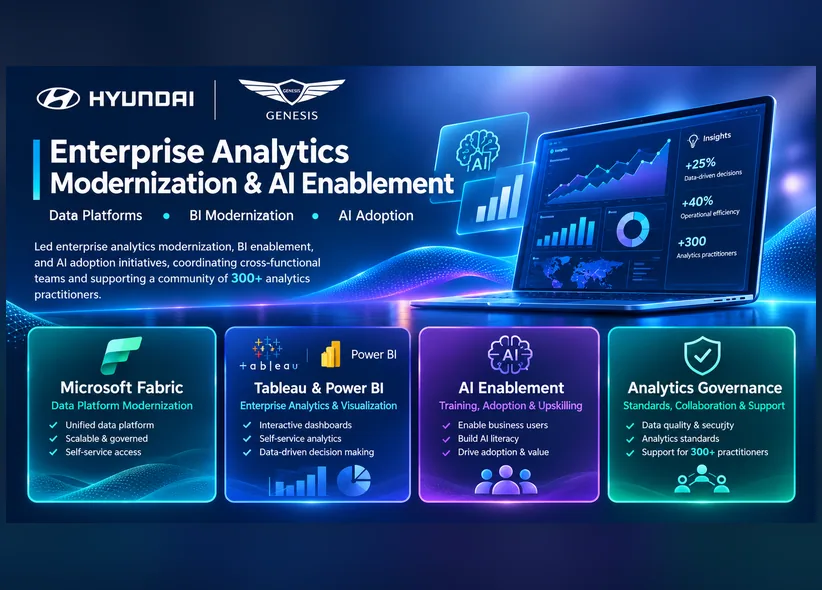 HYUNDAI
GENESIS
GENESIS
Enterprise Analytics
Modernization & AI Enablement
Data Platforms • BI Modernization • AI Adoption
Led enterprise analytics modernization, BI enablement,
and AI adoption initiatives, coordinating cross-functional
teams and supporting a community of 300+ analytics
practitioners.
AI
Insights
Insights
+25%
Data-driven decisions
+40%
Operational efficiency
+300
Analytics practitioners
Microsoft Fabric
Data Platform Modernization
Unified data platform
Scalable & governed
Self-service access
+ableau
Power BI
Tableau & Power BI
Enterprise Analytics & Visualization
Interactive dashboards
Self-service analytics
Data-driven decision making
AI
AI Enablement
Training, Adoption & Upskilling
Enable business users
Build AI literacy
Drive adoption & value
Analytics Governance
Standards, Collaboration & Support
Data quality & security
Analytics standards
Support for 300+ practitioners